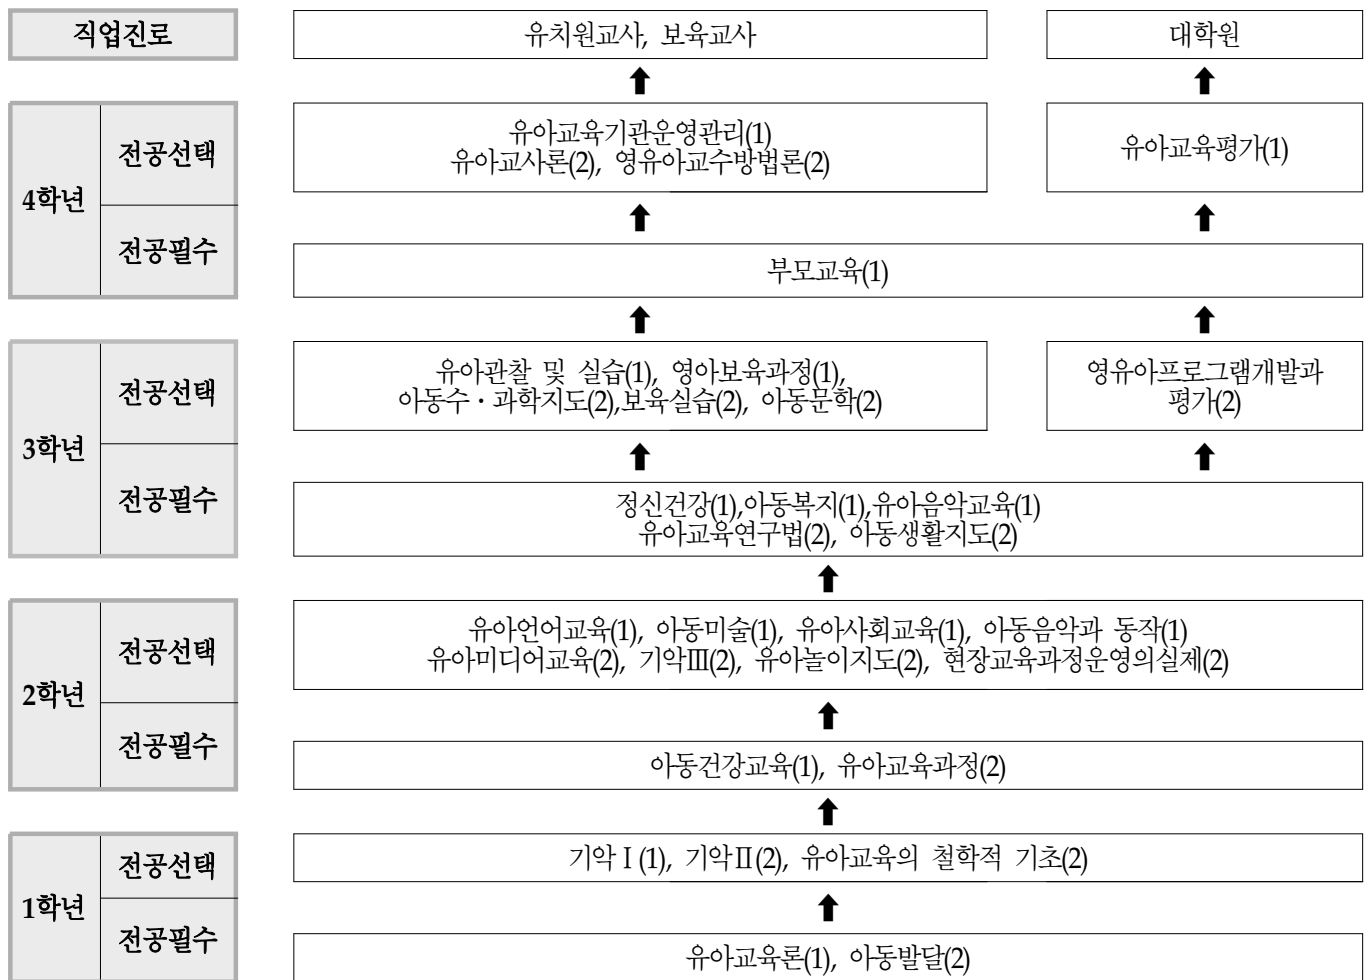 직업진로
유치원교사, 보육교사
대학원
4학년
전공선택
유아교육기관운영관리(1)
유아교사론(2), 영유아교수방법론(2)
유아교육평가(1)
전공필수
부모교육(1)
3학년
전공선택
유아관찰 및 실습(1), 영아보육과정(1),
아동수·과학지도(2),보육실습(2), 아동문학(2)
영유아프로그램개발과
평가(2)
전공필수
정신건강(1),아동복지(1),유아음악교육(1)
유아교육연구법(2), 아동생활지도(2)
2학년
전공선택
유아언어교육(1), 아동미술(1), 유아사회교육(1), 아동음악과 동작(1)
유아미디어교육(2), 기악Ⅲ(2), 유아놀이지도(2), 현장교육과정운영의실제(2)
전공필수
아동건강교육(1), 유아교육과정(2)
1학년
전공선택
기악Ⅰ(1), 기악Ⅱ(2), 유아교육의 철학적 기초(2)
전공필수
유아교육론(1), 아동발달(2)